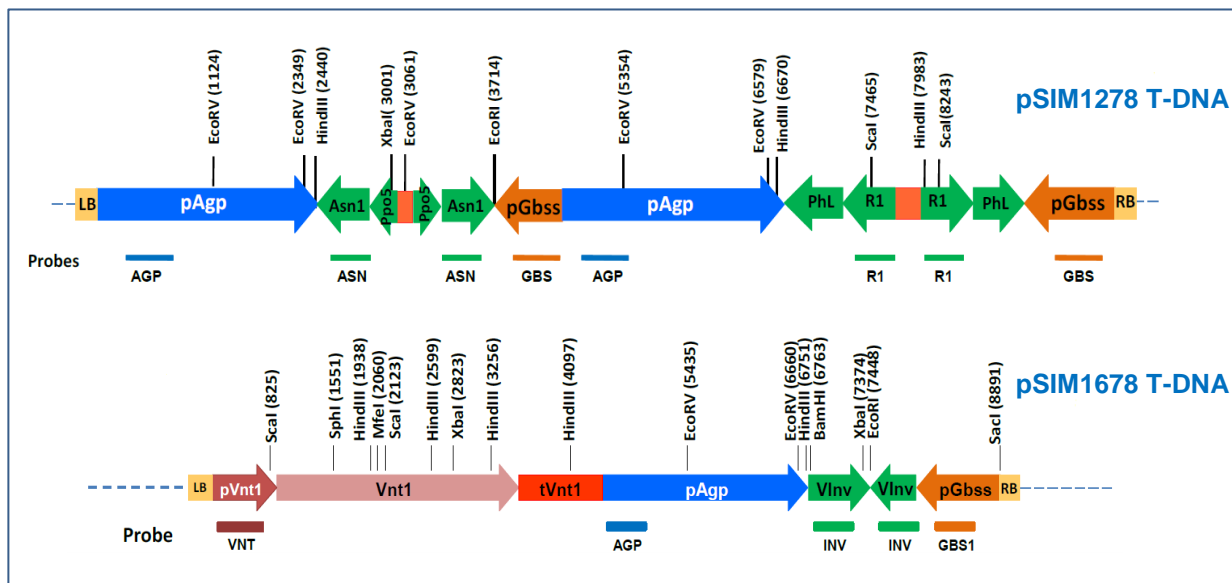 EcoRV (1124)
EcoRV (2349)
HindIII (2440)
XbaI( 3001)
EcoRV (3061)
EcoRI (3714)
EcoRV (5354)
EcoRV (6579)
HindIII (6670)
ScaI (7465)
HindIII (7983)
ScaI(8243)
pSIM1278 T-DNA
LB pAgp Asn1 Ppo5 Ppo5 Asn1 pGbss pAgp PhL R1 R1 PhL pGbss RB
Probes
AGP ASN ASN GBS AGP R1 R1 GBS
ScaI (825)
SphI (1551)
HindIII (1938)
MfeI (2060)
ScaI (2123)
HindIII (2599)
XbaI (2823)
HindIII (3256)
HindIII (4097)
EcoRV (5435)
EcoRV (6660)
HindIII (6751)
BamHI (6763)
XbaI (7374)
EcoRI (7448)
SacI (8891)
pSIM1678 T-DNA
LB pVnt1 Vnt1 tVnt1 pAgp VInv VInv pGbss RB
Probe
VNT AGP INV INV GBS1